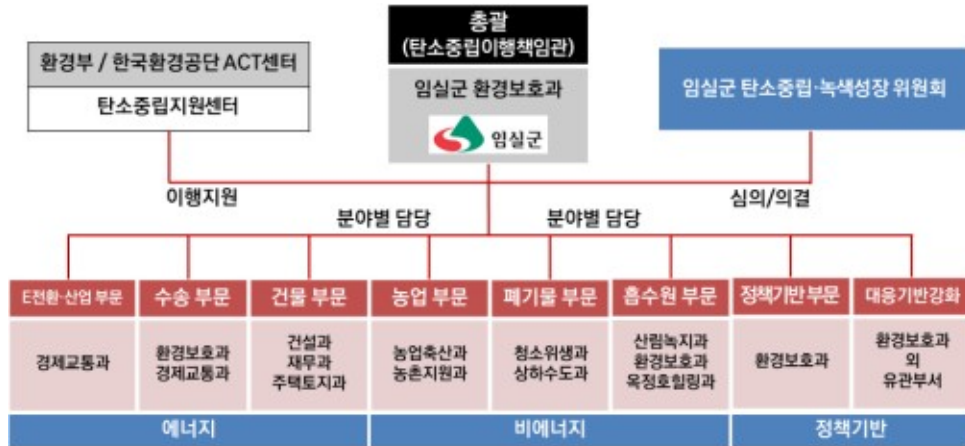 총괄
(탄소중립이행책임관)
환경부 / 한국환경공단 ACT센터
탄소중립지원센터
임실군 환경보호과
임실군
임실군 탄소중립·녹색성장 위원회
이행지원
심의/의결
분야별 담당
분야별 담당
E전환·산업 부문
경제교통과
수송 부문
환경보호과
경제교통과
건물 부문
건설과
재무과
주택토지과
농업 부문
농업축산과
농촌지원과
폐기물 부문
청소위생과
상하수도과
흡수원 부문
산림녹지과
환경보호과
옥정호힐링과
정책기반 부문
환경보호과
대응기반강화
환경보호과
외
유관부서
에너지
비에너지
정책기반